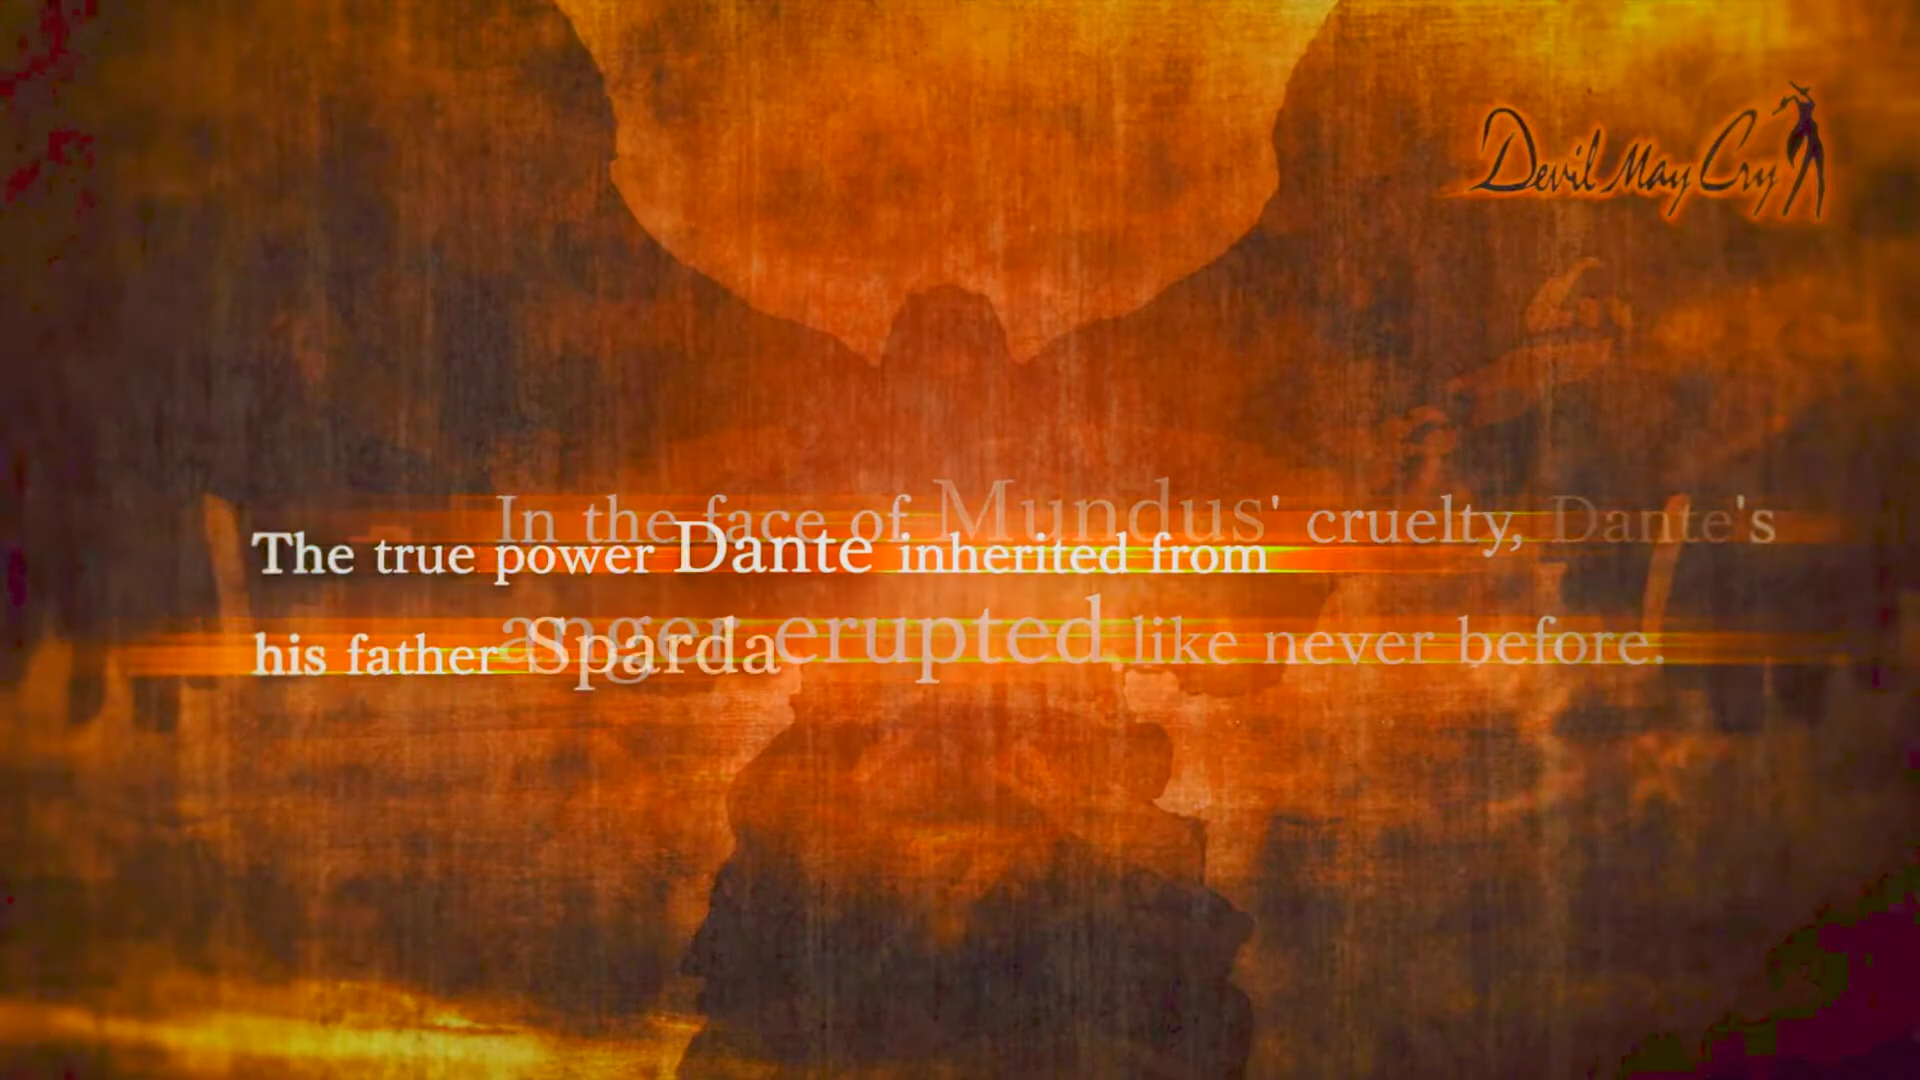 Devil May Cry
In the face of Mundus' cruelty, Dante's
anger erupted like never before.
The true power Dante inherited from
his father Sparda